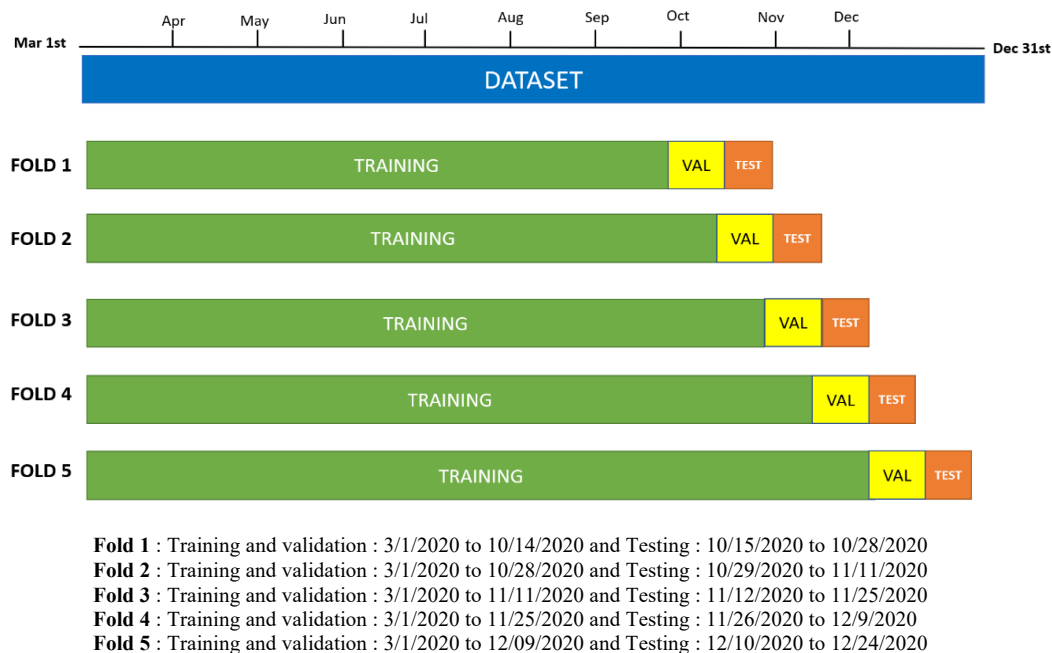 Apr May Jun Jul Aug Sep Oct Nov Dec
Mar 1st
Dec 31st
DATASET
FOLD 1 TRAINING VAL TEST
FOLD 2 TRAINING VAL TEST
FOLD 3 TRAINING VAL TEST
FOLD 4 TRAINING VAL TEST
FOLD 5 TRAINING VAL TEST
Fold 1 : Training and validation : 3/1/2020 to 10/14/2020 and Testing : 10/15/2020 to 10/28/2020
Fold 2 : Training and validation : 3/1/2020 to 10/28/2020 and Testing : 10/29/2020 to 11/11/2020
Fold 3 : Training and validation : 3/1/2020 to 11/11/2020 and Testing : 11/12/2020 to 11/25/2020
Fold 4 : Training and validation : 3/1/2020 to 11/25/2020 and Testing : 11/26/2020 to 12/9/2020
Fold 5 : Training and validation : 3/1/2020 to 12/09/2020 and Testing : 12/10/2020 to 12/24/2020